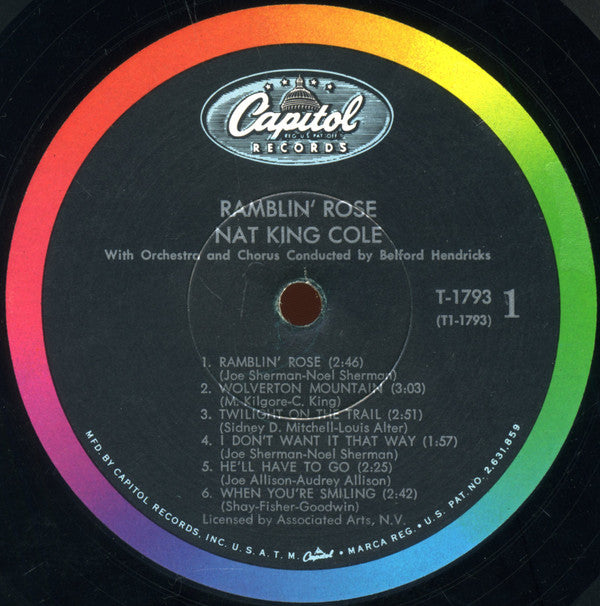 Capitol
REG. U.S. PAT. OFF.
RECORDS
RAMBLIN' ROSE
NAT KING COLE
With Orchestra and Chorus Conducted by Belford Hendricks
T-1793 1
(T1-1793)
1. RAMBLIN' ROSE (2:46)
(Joe Sherman-Noel Sherman)
2. WOLVERTON MOUNTAIN (3:03)
(M. Kilgore-C. King)
3. TWILIGHT ON THE TRAIL (2:51)
(Sidney D. Mitchell-Louis Alter)
4. I DON'T WANT IT THAT WAY (1:57)
(Joe Sherman-Noel Sherman)
5. HE'LL HAVE TO GO (2:25)
(Joe Allison-Audrey Allison)
6. WHEN YOU'RE SMILING (2:42)
(Shay-Fisher-Goodwin)
Licensed by Associated Arts, N.V.
MFD. BY CAPITOL RECORDS, INC. U.S.A. T.M. Capitol • MARCA REG. • U.S. PAT. NO. 2,631,859